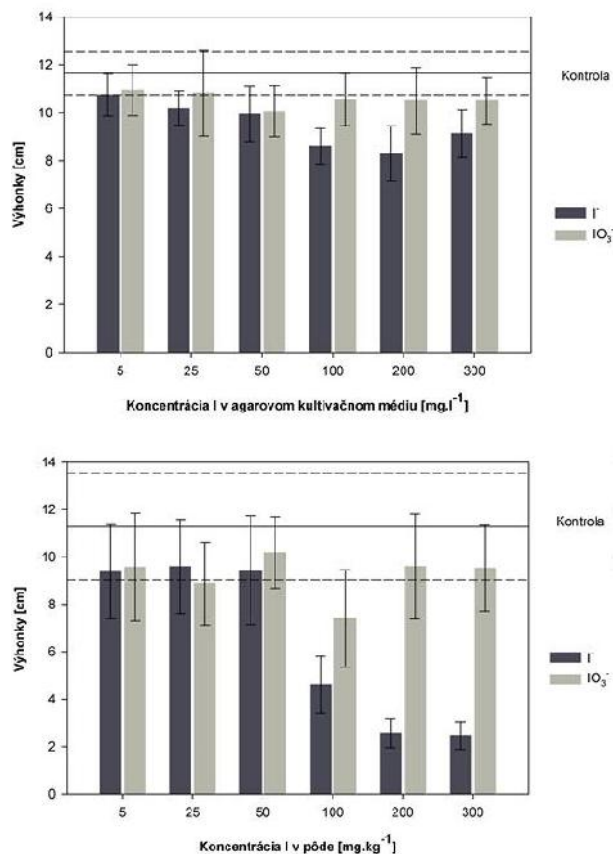 14
12
10
8
6
4
2
0
Výhonky [cm]
Kontrola
I⁻
IO₃⁻
5 25 50 100 200 300
Koncentrácia I v agarovom kultivačnom médiu [mg.l⁻¹]
14
12
10
8
6
4
2
0
Výhonky [cm]
Kontrola
I⁻
IO₃⁻
5 25 50 100 200 300
Koncentrácia I v pôde [mg.kg⁻¹]